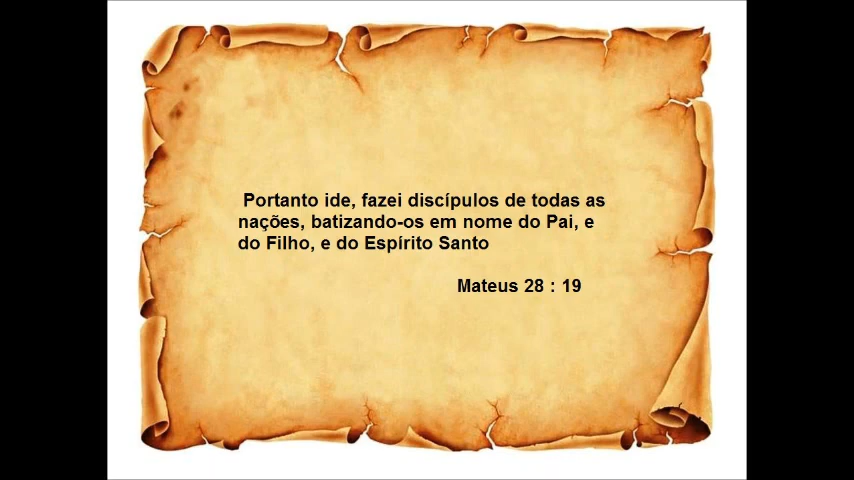 Portanto ide, fazei discípulos de todas as
nações, batizando-os em nome do Pai, e
do Filho, e do Espírito Santo
Mateus 28 : 19